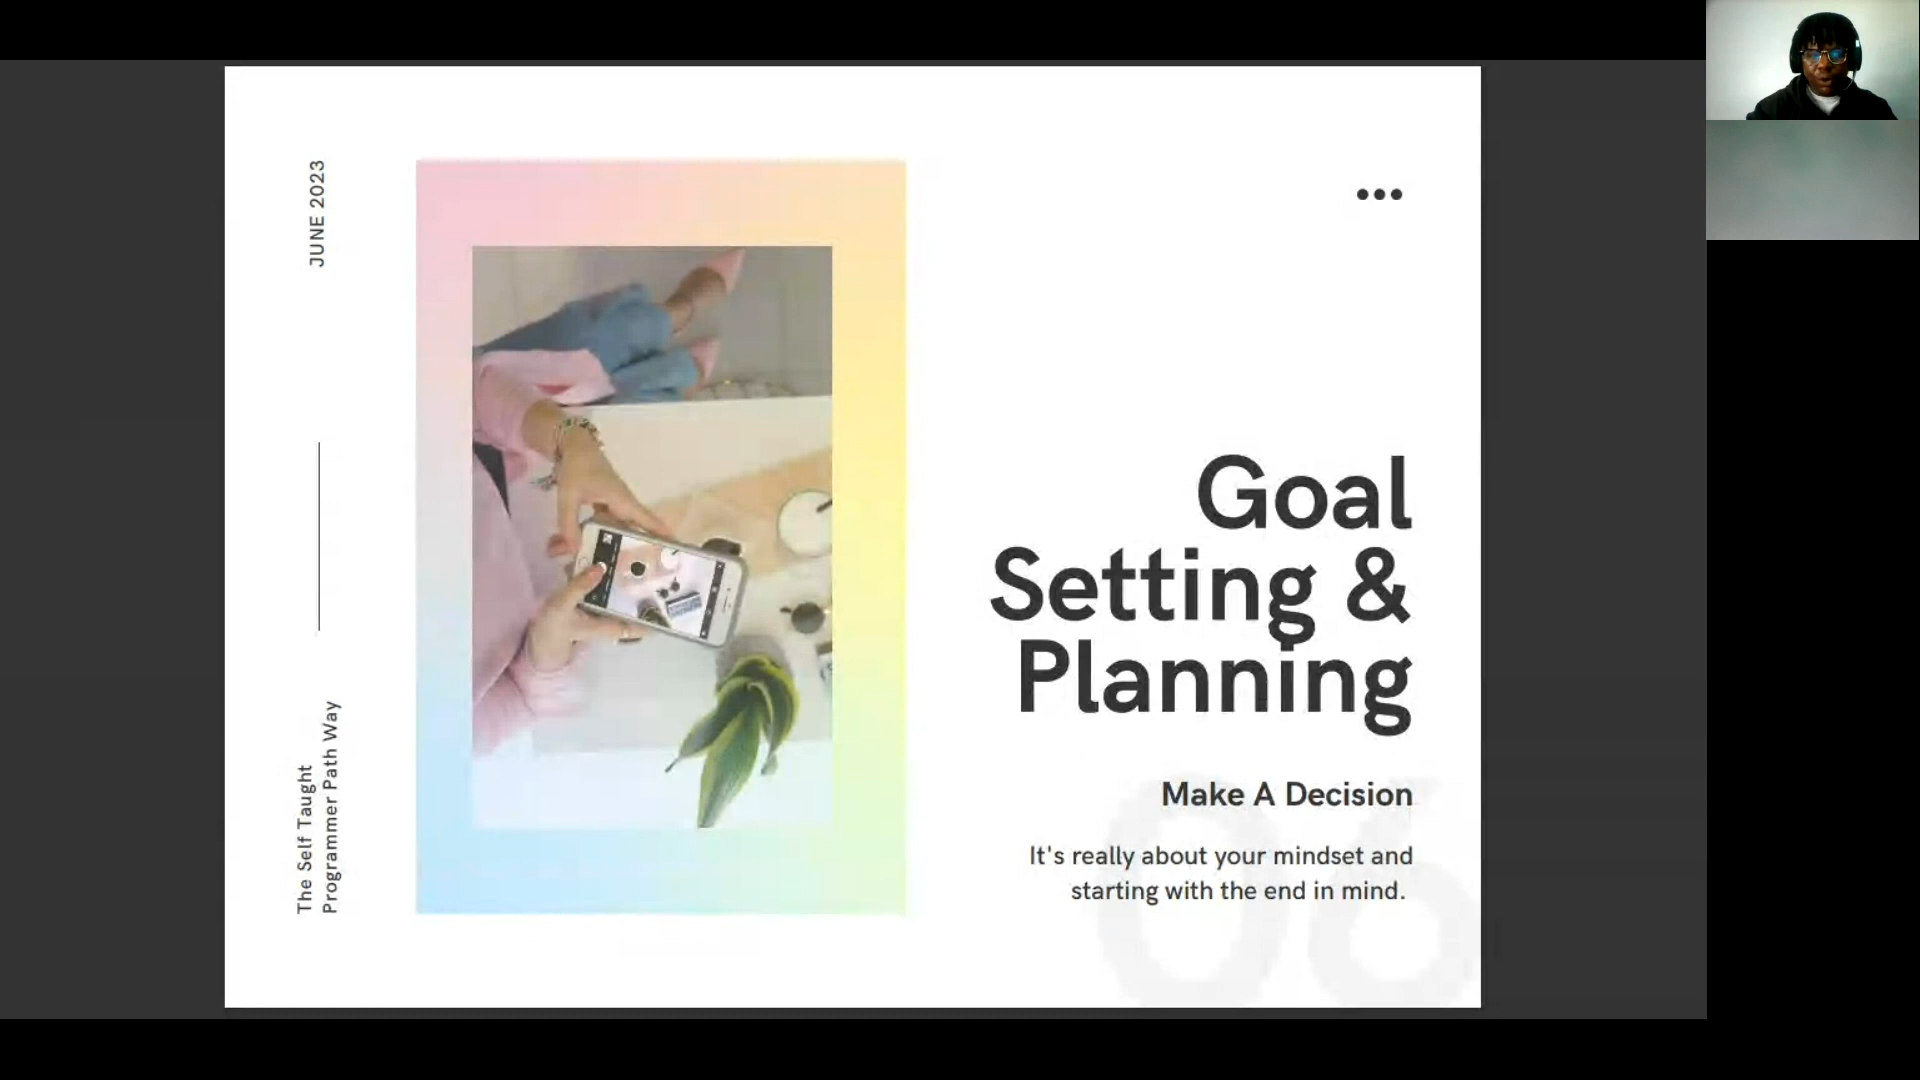 JUNE 2023
The Self Taught
Programmer Path Way
Goal
Setting &
Planning
Make A Decision
It's really about your mindset and
starting with the end in mind.
06